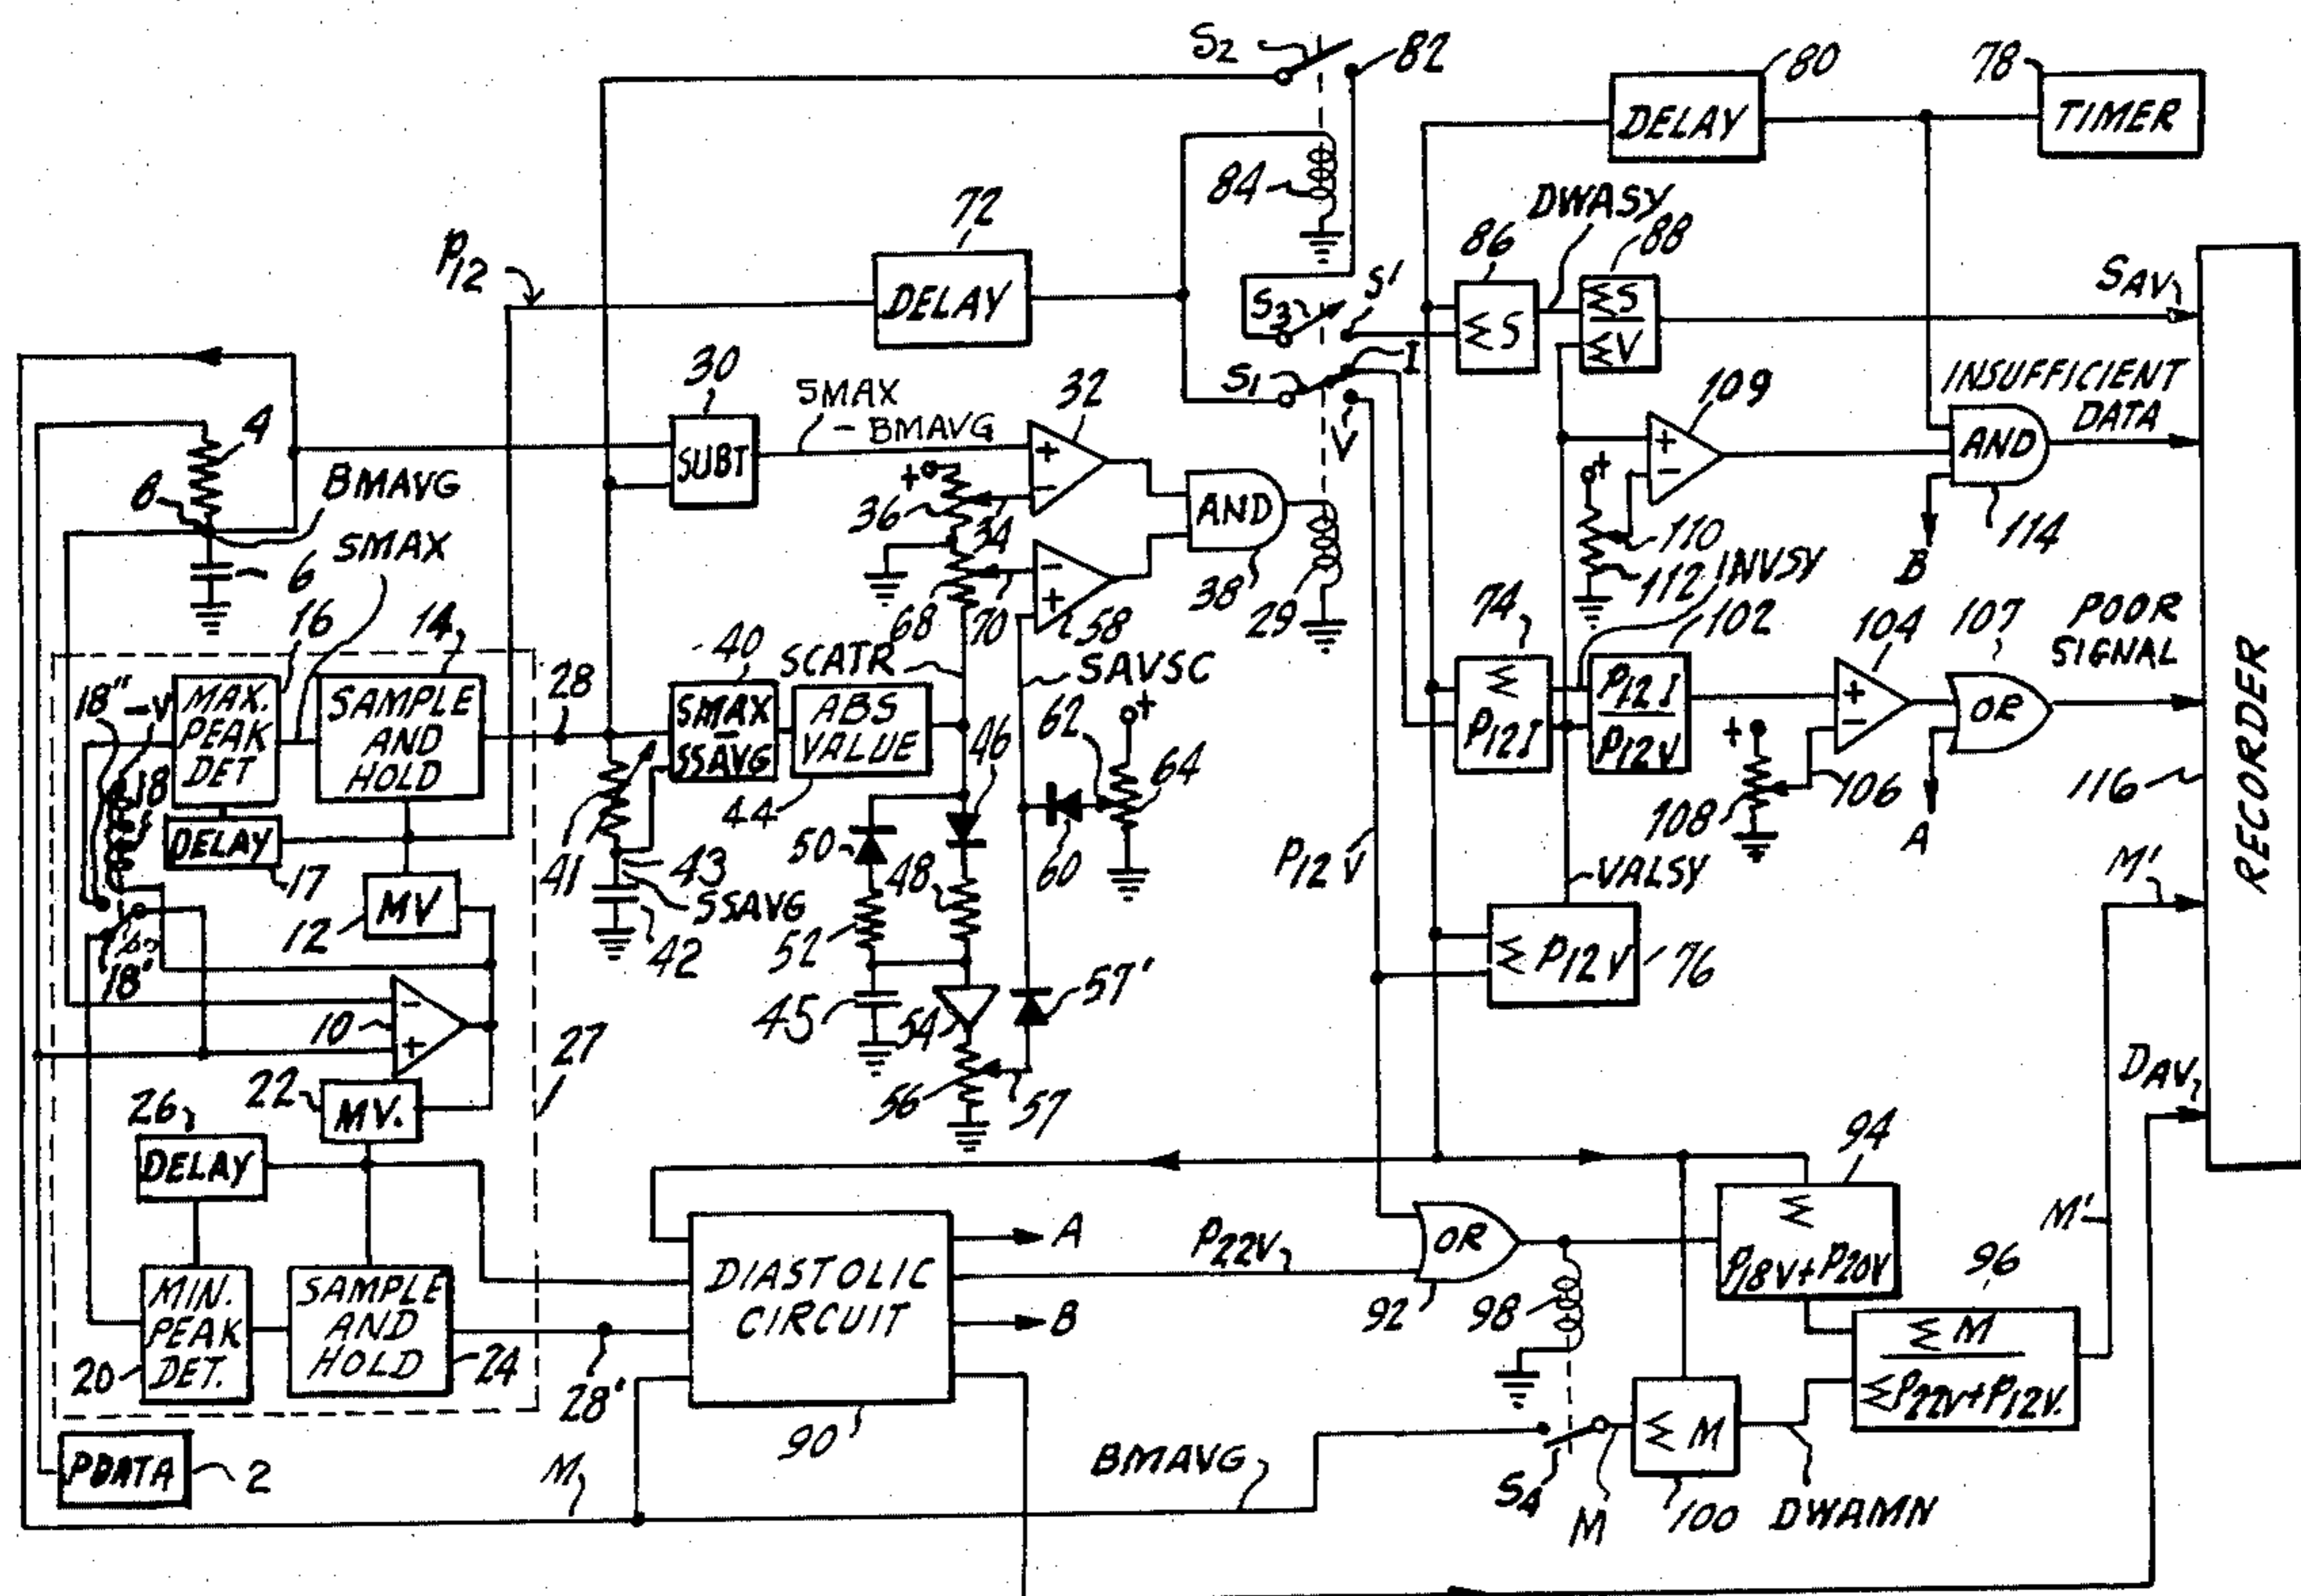 S2
82
80
78
DELAY
TIMER
84
DWASY
72
86
88
P12
DELAY
SAV
S3
S'
ΣS
ΣS
ΣV
30
SMAX
- BMAVG
32
S1
I
109
INSUFFICIENT
DATA
4
8
BMAVG
SUBT
+
-
V
+
-
AND
+
36
34
AND
+
SMAX
6
110
B
114
-
+
112
INVSY
38
29
68
70
58
16
14
40
SCATR
SAVSC
74
102
104
107
POOR
SIGNAL
18"
-V
MAX.
PEAK
DET
SAMPLE
AND
HOLD
28
SMAX
-
SSAVG
ABS
VALUE
46
62
+
64
Σ
P12I
P12I
P12V
+
-
OR
18
+
106
108
A
116
RECORDER
DELAY
17
41
43
44
50
48
60
P12V
VALSY
M'
MV
12
SSAVG
42
52
18'
ΣP12V
76
-
10
+
45
54
57'
27
DAV
22
MV.
56
57
26
DELAY
94
Σ
P18V+P20V
DIASTOLIC
CIRCUIT
A
P22V
OR
M'
96
MIN.
PEAK
DET.
SAMPLE
AND
HOLD
B
92
98
ΣM
ΣP22V+P12V.
20
24
28'
90
ΣM
PDATA
2
M
BMAVG
S4
M
100
DWAMN